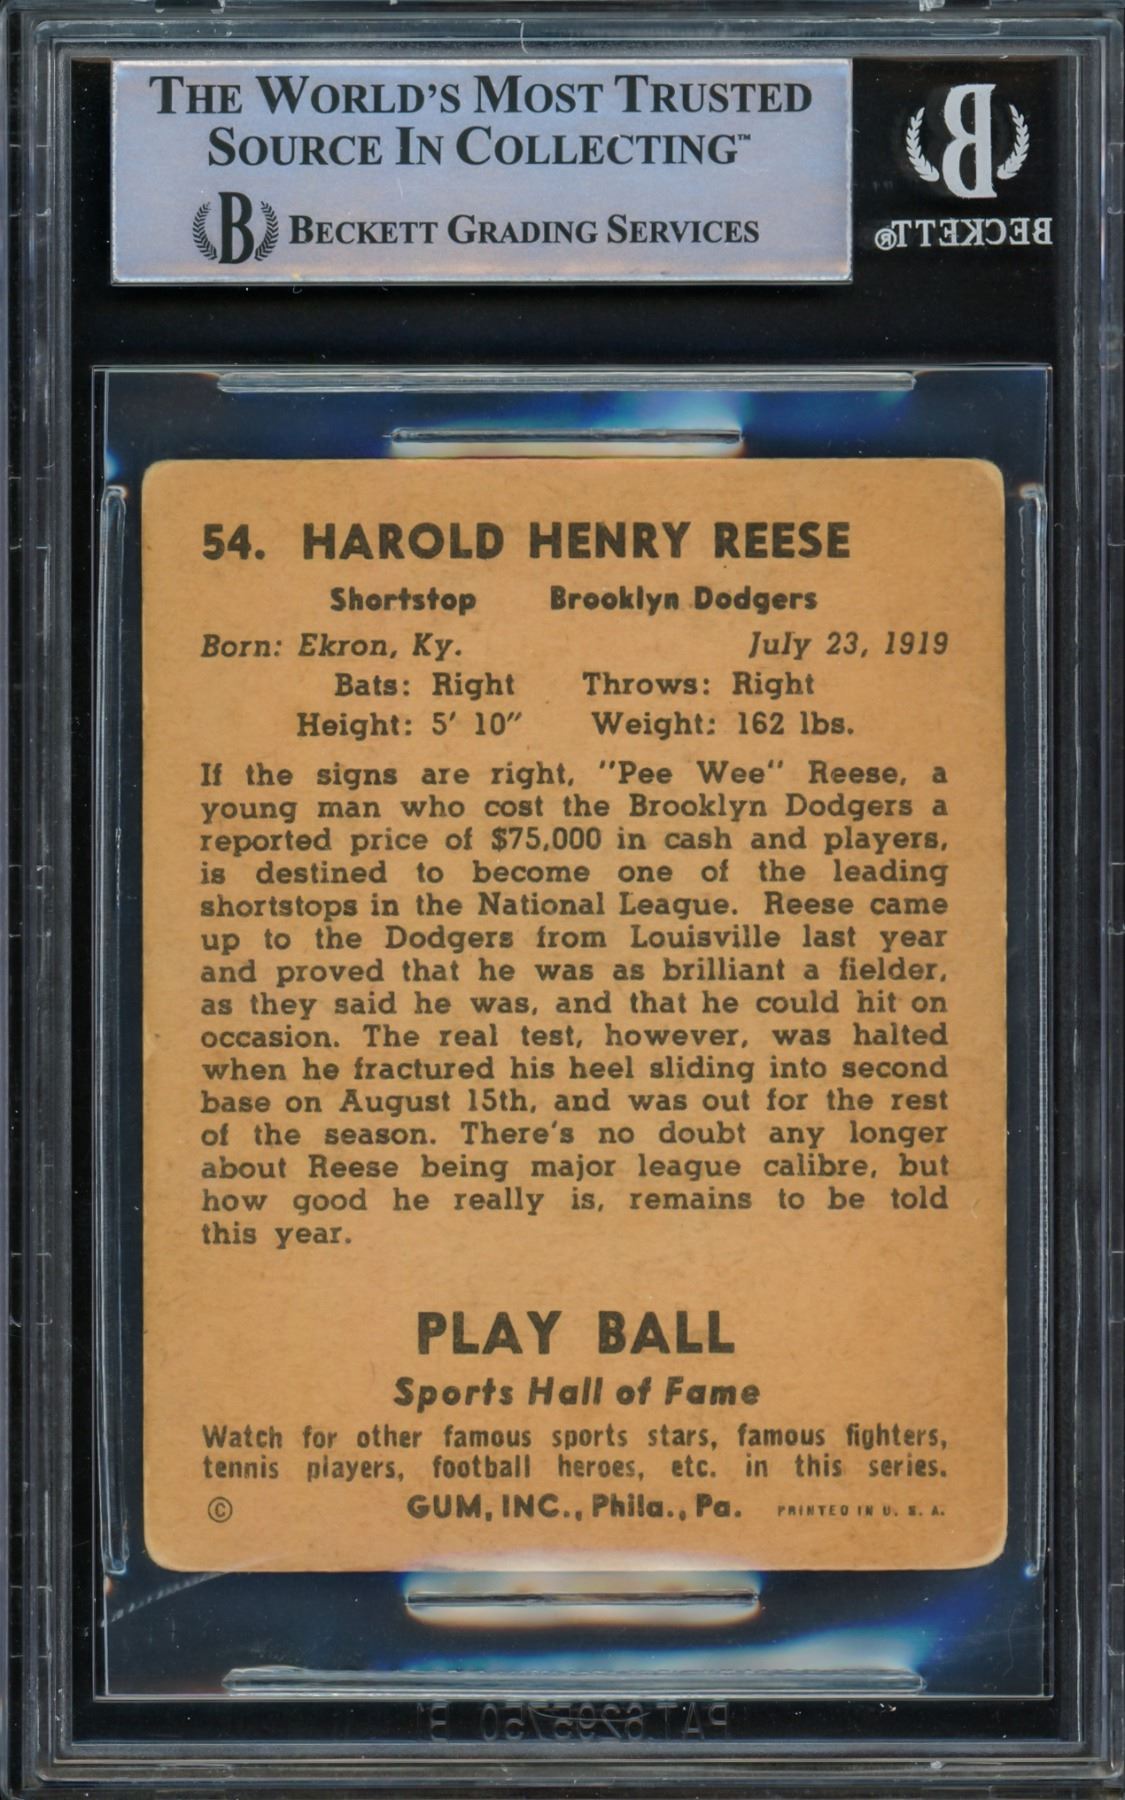 THE WORLD'S MOST TRUSTED
SOURCE IN COLLECTING™
B BECKETT GRADING SERVICES
B
BECKETT®
54. HAROLD HENRY REESE
Shortstop Brooklyn Dodgers
Born: Ekron, Ky. July 23, 1919
Bats: Right Throws: Right
Height: 5' 10" Weight: 162 lbs.
If the signs are right, "Pee Wee" Reese, a
young man who cost the Brooklyn Dodgers a
reported price of $75,000 in cash and players,
is destined to become one of the leading
shortstops in the National League. Reese came
up to the Dodgers from Louisville last year
and proved that he was as brilliant a fielder,
as they said he was, and that he could hit on
occasion. The real test, however, was halted
when he fractured his heel sliding into second
base on August 15th, and was out for the rest
of the season. There's no doubt any longer
about Reese being major league calibre, but
how good he really is, remains to be told
this year.
PLAY BALL
Sports Hall of Fame
Watch for other famous sports stars, famous fighters,
tennis players, football heroes, etc. in this series.
© GUM, INC., Phila., Pa. PRINTED IN U. S. A.
PAT.6295750 B1